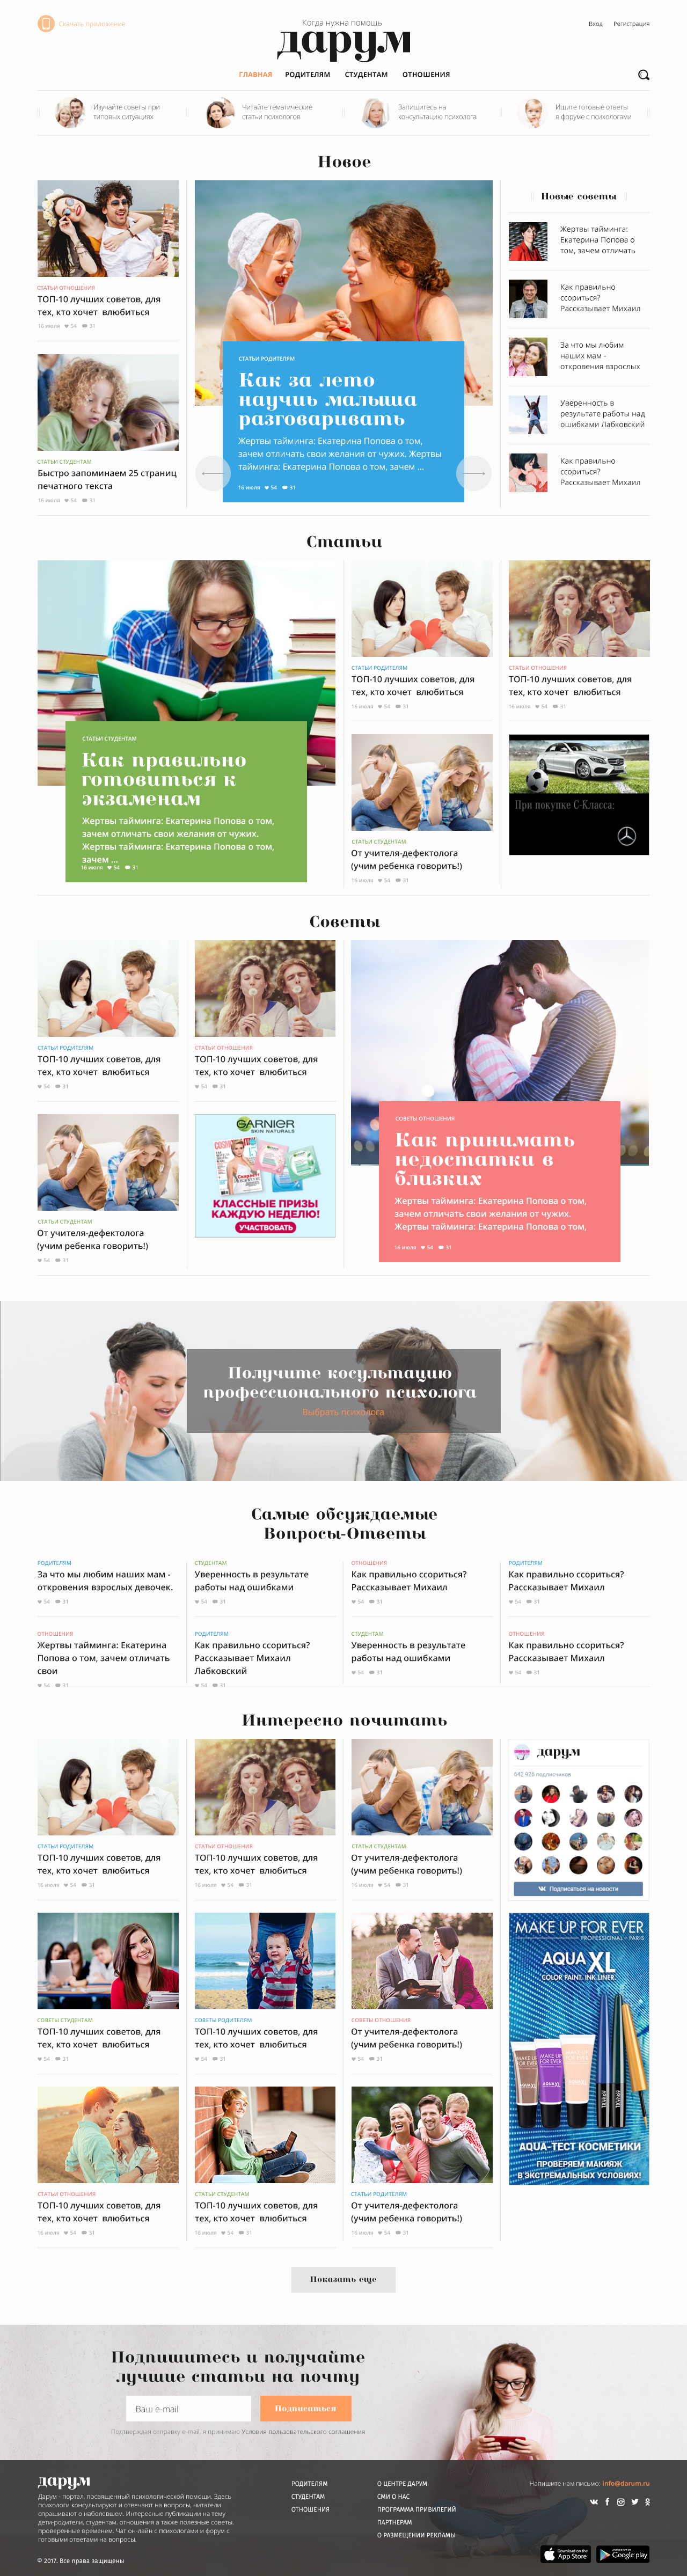 Скачать приложение
Когда нужна помощь
дарум
Вход Регистрация
ГЛАВНАЯ РОДИТЕЛЯМ СТУДЕНТАМ ОТНОШЕНИЯ
Изучайте советы при
типовых ситуациях
Читайте тематические
статьи психологов
Запишитесь на
консультацию психолога
Ищите готовые ответы
в форуме с психологами
Новое
СТАТЬИ ОТНОШЕНИЯ
ТОП-10 лучших советов, для
тех, кто хочет влюбиться
16 июля 54 31
СТАТЬИ СТУДЕНТАМ
Быстро запоминаем 25 страниц
печатного текста
16 июля 54 31
СТАТЬИ РОДИТЕЛЯМ
Как за лето
научиь малыша
разговаривать
Жертвы тайминга: Екатерина Попова о том,
зачем отличать свои желания от чужих. Жертвы
тайминга: Екатерина Попова о том, зачем ...
16 июля 54 31
Новые советы
Жертвы тайминга:
Екатерина Попова о
том, зачем отличать
Как правильно
ссориться?
Рассказывает Михаил
За что мы любим
наших мам -
откровения взрослых
Уверенность в
результате работы над
ошибками Лабковский
Как правильно
ссориться?
Рассказывает Михаил
Статьи
СТАТЬИ СТУДЕНТАМ
Как правильно
готовиться к
экзаменам
Жертвы тайминга: Екатерина Попова о том,
зачем отличать свои желания от чужих.
Жертвы тайминга: Екатерина Попова о том,
зачем ...
16 июля 54 31
СТАТЬИ РОДИТЕЛЯМ
ТОП-10 лучших советов, для
тех, кто хочет влюбиться
16 июля 54 31
СТАТЬИ СТУДЕНТАМ
От учителя-дефектолога
(учим ребенка говорить!)
16 июля 54 31
СТАТЬИ ОТНОШЕНИЯ
ТОП-10 лучших советов, для
тех, кто хочет влюбиться
16 июля 54 31
При покупке С-Класса:
Советы
СТАТЬИ РОДИТЕЛЯМ
ТОП-10 лучших советов, для
тех, кто хочет влюбиться
54 31
СТАТЬИ СТУДЕНТАМ
От учителя-дефектолога
(учим ребенка говорить!)
54 31
СТАТЬИ ОТНОШЕНИЯ
ТОП-10 лучших советов, для
тех, кто хочет влюбиться
54 31
GARNIER
SKIN NATURALS
КЛАССНЫЕ ПРИЗЫ
КАЖДУЮ НЕДЕЛЮ!
УЧАСТВОВАТЬ
СОВЕТЫ ОТНОШЕНИЯ
Как принимать
недостатки в
близких
Жертвы тайминга: Екатерина Попова о том,
зачем отличать свои желания от чужих.
Жертвы тайминга: Екатерина Попова о том,
16 июля 54 31
Получите косультацию
профессионального психолога
Выбрать психолога
Самые обсуждаемые
Вопросы-Ответы
РОДИТЕЛЯМ
За что мы любим наших мам -
откровения взрослых девочек.
54 31
СТУДЕНТАМ
Уверенность в результате
работы над ошибками
54 31
ОТНОШЕНИЯ
Как правильно ссориться?
Рассказывает Михаил
54 31
РОДИТЕЛЯМ
Как правильно ссориться?
Рассказывает Михаил
54 31
ОТНОШЕНИЯ
Жертвы тайминга: Екатерина
Попова о том, зачем отличать
свои
54 31
РОДИТЕЛЯМ
Как правильно ссориться?
Рассказывает Михаил
Лабковский
54 31
СТУДЕНТАМ
Уверенность в результате
работы над ошибками
54 31
ОТНОШЕНИЯ
Как правильно ссориться?
Рассказывает Михаил
54 31
Интересно почитать
СТАТЬИ РОДИТЕЛЯМ
ТОП-10 лучших советов, для
тех, кто хочет влюбиться
16 июля 54 31
СТАТЬИ ОТНОШЕНИЯ
ТОП-10 лучших советов, для
тех, кто хочет влюбиться
16 июля 54 31
СТАТЬИ СТУДЕНТАМ
От учителя-дефектолога
(учим ребенка говорить!)
16 июля 54 31
дарум
642 926 подписчиков
Подписаться на новости
СОВЕТЫ СТУДЕНТАМ
ТОП-10 лучших советов, для
тех, кто хочет влюбиться
54 31
СОВЕТЫ РОДИТЕЛЯМ
ТОП-10 лучших советов, для
тех, кто хочет влюбиться
54 31
СОВЕТЫ ОТНОШЕНИЯ
От учителя-дефектолога
(учим ребенка говорить!)
54 31
MAKE UP FOR EVER
PROFESSIONAL - PARIS
AQUA XL
COLOR PAINT. INK LINER.
AQUA-ТЕСТ КОСМЕТИКИ
ПРОВЕРЯЕМ МАКИЯЖ
В ЭКСТРЕМАЛЬНЫХ УСЛОВИЯХ!
СТАТЬИ ОТНОШЕНИЯ
ТОП-10 лучших советов, для
тех, кто хочет влюбиться
16 июля 54 31
СТАТЬИ СТУДЕНТАМ
ТОП-10 лучших советов, для
тех, кто хочет влюбиться
16 июля 54 31
СТАТЬИ РОДИТЕЛЯМ
От учителя-дефектолога
(учим ребенка говорить!)
16 июля 54 31
Показать еще
Подпишитесь и получайте
лучшие статьи на почту
Ваш e-mail
Подписаться
Подтверждая отправку e-mail, я принимаю Условия пользовательского соглашения
дарум
Дарум - портал, посвященный психологической помощи. Здесь
психологи консультируют и отвечают на вопросы, читатели
спрашивают о наболевшем. Интересные публикации на тему
дети-родители, студентам, отношения а также полезные советы.
проверенные временем. Чат он-лайн с психологами и форум с
готовыми ответами на вопросы.
© 2017. Все права защищены
РОДИТЕЛЯМ
СТУДЕНТАМ
ОТНОШЕНИЯ
О ЦЕНТРЕ ДАРУМ
СМИ О НАС
ПРОГРАММА ПРИВИЛЕГИЙ
ПАРТНЕРАМ
О РАЗМЕЩЕНИИ РЕКЛАМЫ
Напишите нам письмо: info@darum.ru
Download on the
App Store
Google play